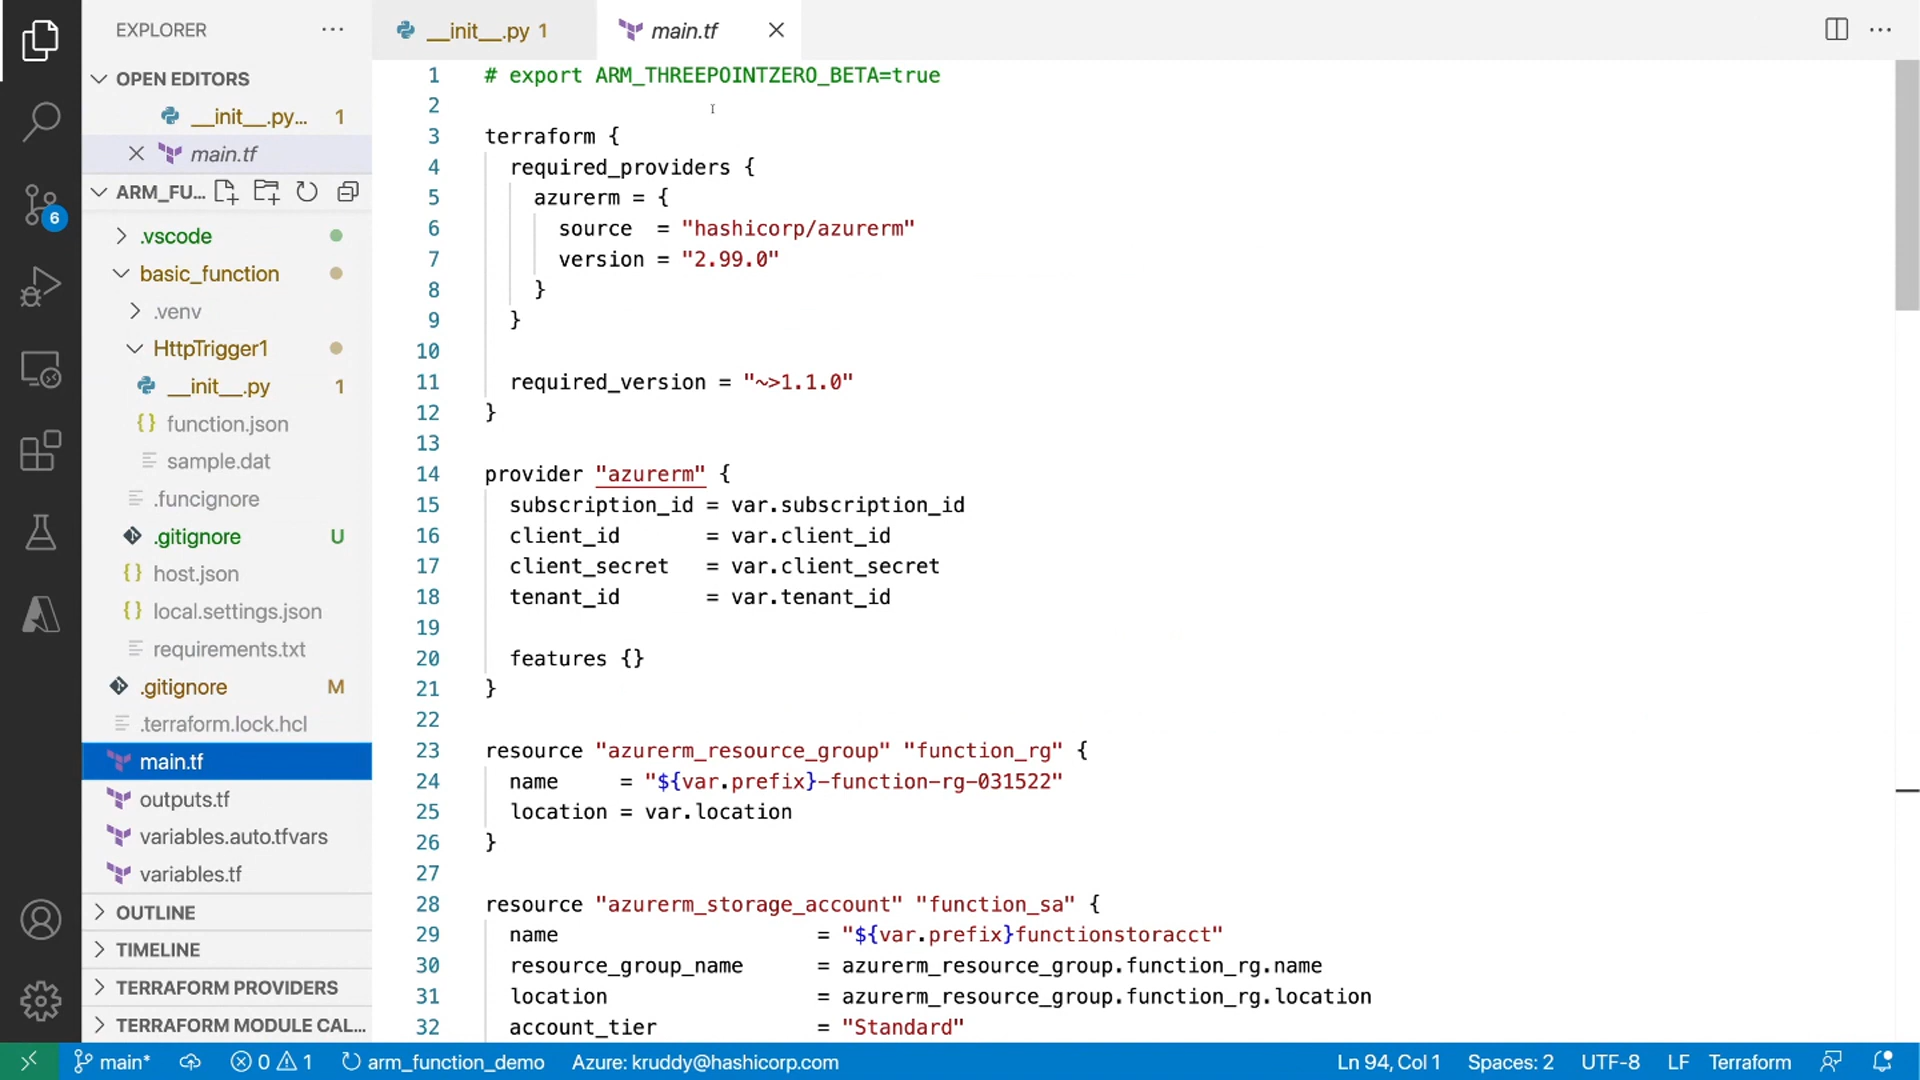 EXPLORER
OPEN EDITORS
__init__.py... 1
main.tf
ARM_FU...
.vscode
basic_function
.venv
HttpTrigger1
__init__.py 1
function.json
sample.dat
.funcignore
.gitignore U
host.json
local.settings.json
requirements.txt
.gitignore M
.terraform.lock.hcl
main.tf
outputs.tf
variables.auto.tfvars
variables.tf
OUTLINE
TIMELINE
TERRAFORM PROVIDERS
TERRAFORM MODULE CAL...
6
__init__.py 1
main.tf
1 # export ARM_THREEPOINTZERO_BETA=true
2
3 terraform {
4 required_providers {
5 azurerm = {
6 source = "hashicorp/azurerm"
7 version = "2.99.0"
8 }
9 }
10
11 required_version = "~>1.1.0"
12 }
13
14 provider "azurerm" {
15 subscription_id = var.subscription_id
16 client_id = var.client_id
17 client_secret = var.client_secret
18 tenant_id = var.tenant_id
19
20 features {}
21 }
22
23 resource "azurerm_resource_group" "function_rg" {
24 name = "${var.prefix}-function-rg-031522"
25 location = var.location
26 }
27
28 resource "azurerm_storage_account" "function_sa" {
29 name = "${var.prefix}functionstoracct"
30 resource_group_name = azurerm_resource_group.function_rg.name
31 location = azurerm_resource_group.function_rg.location
32 account_tier = "Standard"
main* 0 1 arm_function_demo Azure: kruddy@hashicorp.com Ln 94, Col 1 Spaces: 2 UTF-8 LF Terraform